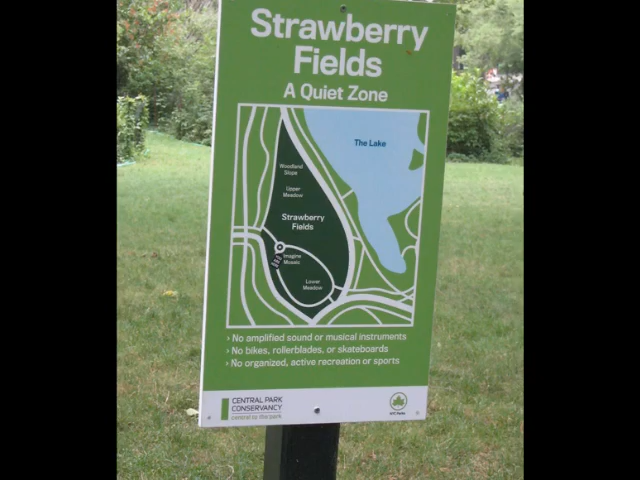 Strawberry
Fields
A Quiet Zone
The Lake
Woodland
Slope
Upper
Meadow
Strawberry
Fields
Imagine
Mosaic
Lower
Meadow
› No amplified sound or musical instruments
› No bikes, rollerblades, or skateboards
› No organized, active recreation or sports
CENTRAL PARK
CONSERVANCY
central to the park
NYC Parks